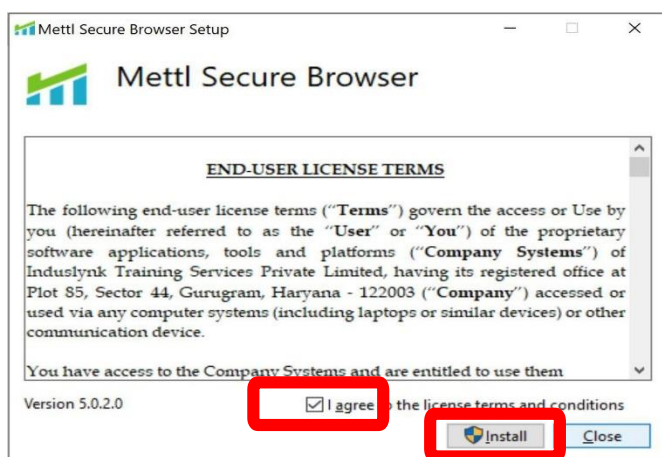 Mettl Secure Browser Setup
Mettl Secure Browser
END-USER LICENSE TERMS
The following end-user license terms (“Terms”) govern the access or Use by
you (hereinafter referred to as the “User” or “You”) of the proprietary
software applications, tools and platforms (“Company Systems”) of
Induslynk Training Services Private Limited, having its registered office at
Plot 85, Sector 44, Gurugram, Haryana - 122003 (“Company”) accessed or
used via any computer systems (including laptops or similar devices) or other
communication device.
You have access to the Company Systems and are entitled to use them
Version 5.0.2.0
I agree to the license terms and conditions
Install
Close